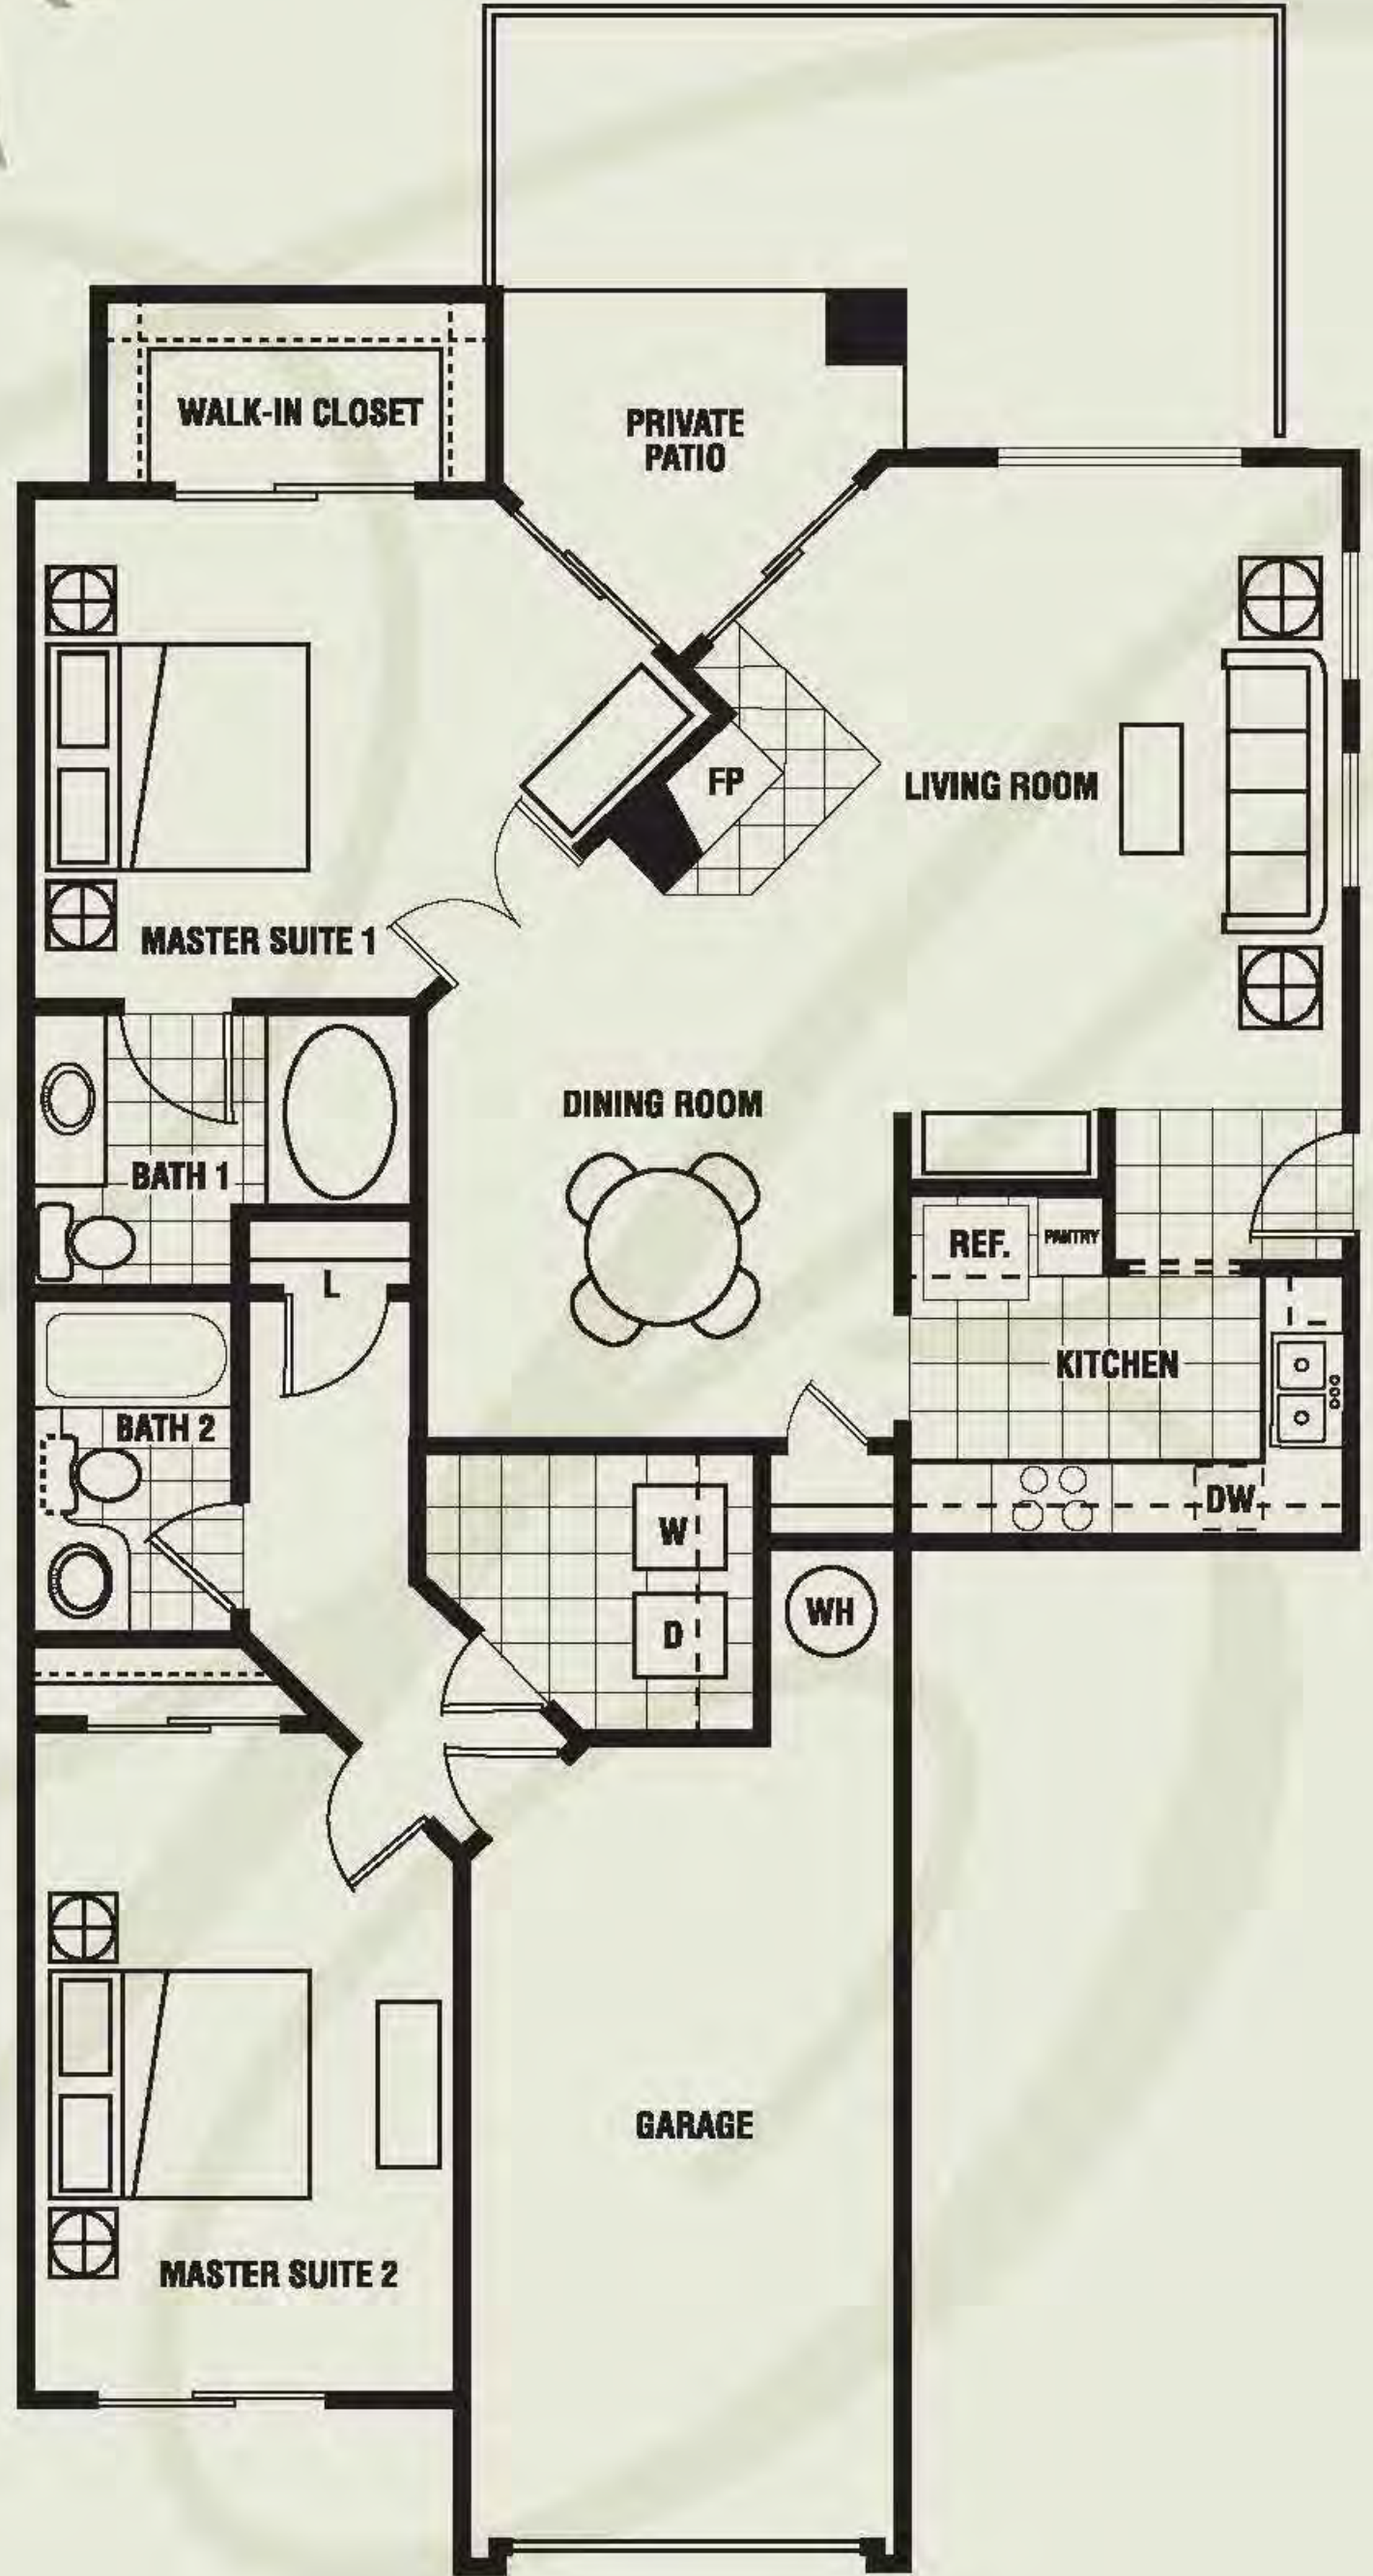 WALK-IN CLOSET
PRIVATE
PATIO
FP
LIVING ROOM
MASTER SUITE 1
DINING ROOM
BATH 1
REF.
PANTRY
L
KITCHEN
BATH 2
DW
W
D
WH
GARAGE
MASTER SUITE 2